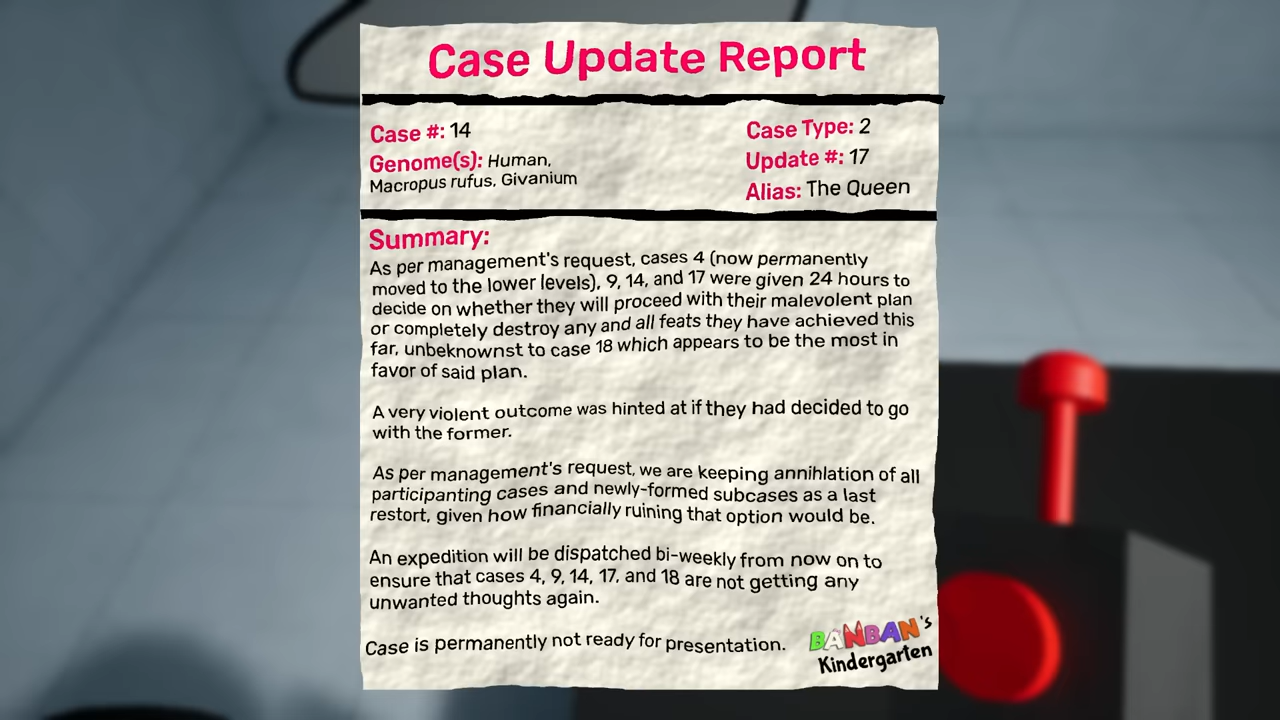 Case Update Report
Case #: 14
Genome(s): Human,
Macropus rufus, Givanium
Case Type: 2
Update #: 17
Alias: The Queen
Summary:
As per management's request, cases 4 (now permanently
moved to the lower levels), 9, 14, and 17 were given 24 hours to
decide on whether they will proceed with their malevolent plan
or completely destroy any and all feats they have achieved this
far, unbeknownst to case 18 which appears to be the most in
favor of said plan.
A very violent outcome was hinted at if they had decided to go
with the former.
As per management's request, we are keeping annihlation of all
participanting cases and newly-formed subcases as a last
restort, given how financially ruining that option would be.
An expedition will be dispatched bi-weekly from now on to
ensure that cases 4, 9, 14, 17, and 18 are not getting any
unwanted thoughts again.
Case is permanently not ready for presentation.
BANBAN's
Kindergarten